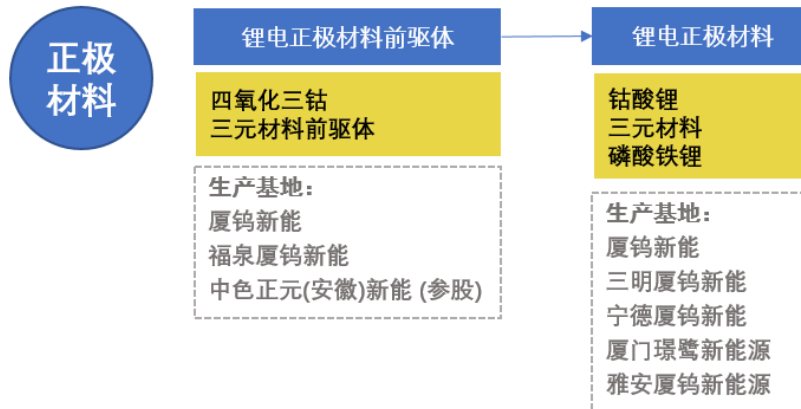 正极
材料
锂电正极材料前驱体
四氧化三钴
三元材料前驱体
生产基地：
厦钨新能
福泉厦钨新能
中色正元(安徽)新能 (参股)
锂电正极材料
钴酸锂
三元材料
磷酸铁锂
生产基地：
厦钨新能
三明厦钨新能
宁德厦钨新能
厦门璟鹭新能源
雅安厦钨新能源